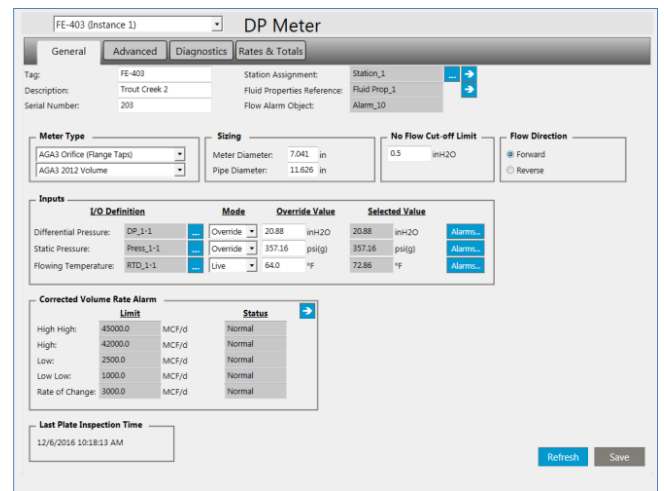 FE-403 (Instance 1) DP Meter
General Advanced Diagnostics Rates & Totals
Tag: FE-403 Station Assignment: Station_1 ...
Description: Trout Creek 2 Fluid Properties Reference: Fluid Prop_1
Serial Number: 203 Flow Alarm Object: Alarm_10
Meter Type Sizing No Flow Cut-off Limit Flow Direction
AGA3 Orifice (Flange Taps) Meter Diameter: 7.041 in 0.5 inH2O Forward
AGA3 2012 Volume Pipe Diameter: 11.626 in Reverse
Inputs
I/O Definition Mode Override Value Selected Value
Differential Pressure: DP_1-1 ... Override 20.88 inH2O 20.88 inH2O Alarms...
Static Pressure: Press_1-1 ... Override 357.16 psi(g) 357.16 psi(g) Alarms...
Flowing Temperature: RTD_1-1 ... Live 64.0 °F 72.86 °F Alarms...
Corrected Volume Rate Alarm
Limit Status
High High: 45000.0 MCF/d Normal
High: 42000.0 MCF/d Normal
Low: 2500.0 MCF/d Normal
Low Low: 1000.0 MCF/d Normal
Rate of Change: 3000.0 MCF/d Normal
Last Plate Inspection Time
12/6/2016 10:18:13 AM
Refresh Save